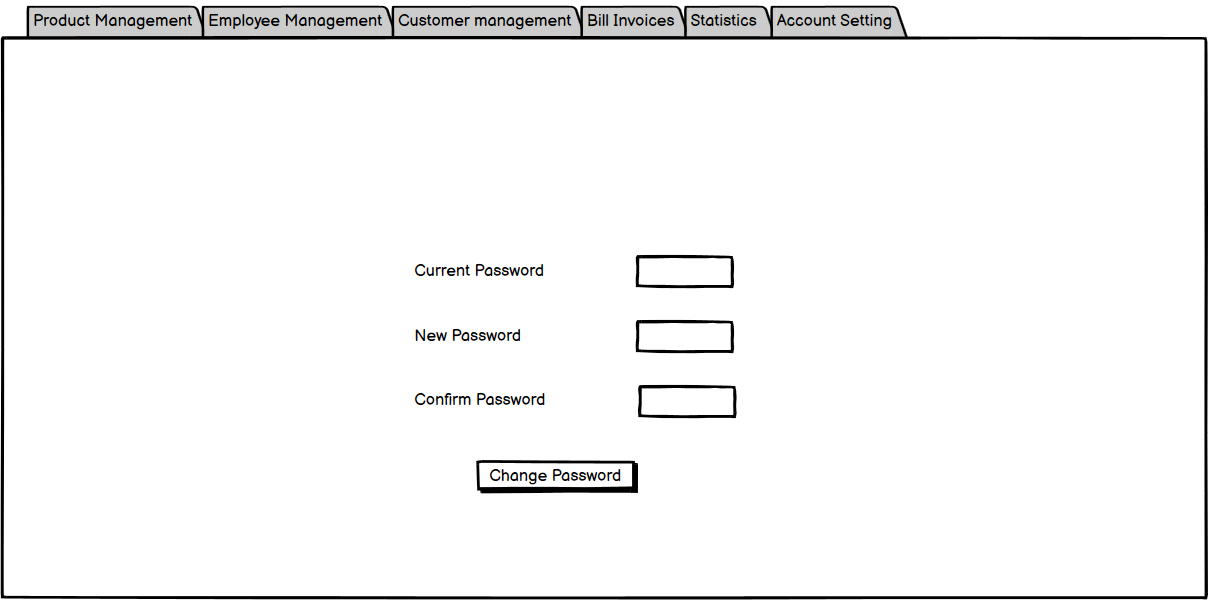 Product Management Employee Management Customer management Bill Invoices Statistics Account Setting
Current Password
New Password
Confirm Password
Change Password